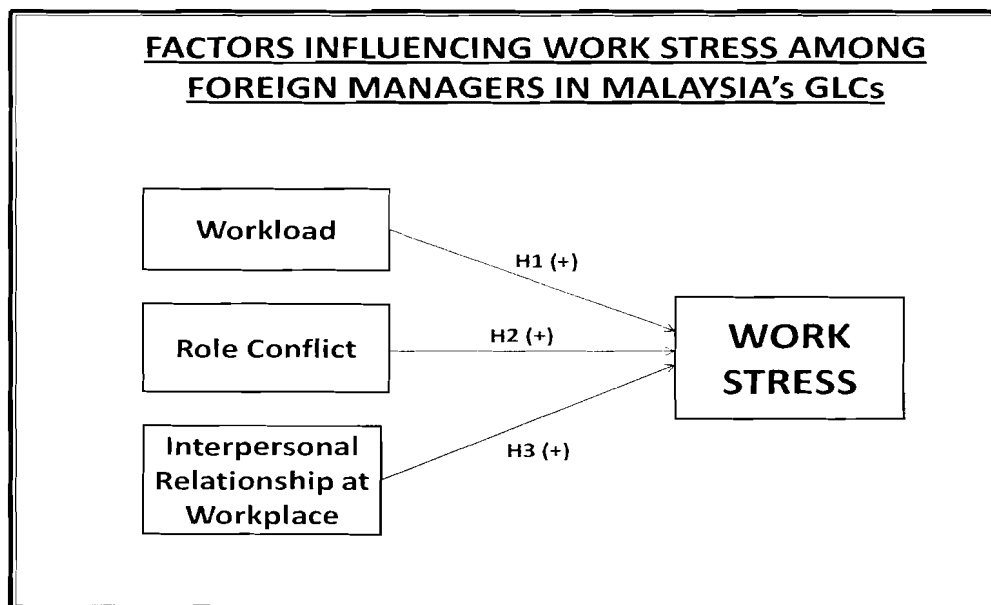 FACTORS INFLUENCING WORK STRESS AMONG
FOREIGN MANAGERS IN MALAYSIA's GLCs
Workload
H1 (+)
Role Conflict
H2 (+)
WORK
STRESS
Interpersonal
Relationship at
Workplace
H3 (+)